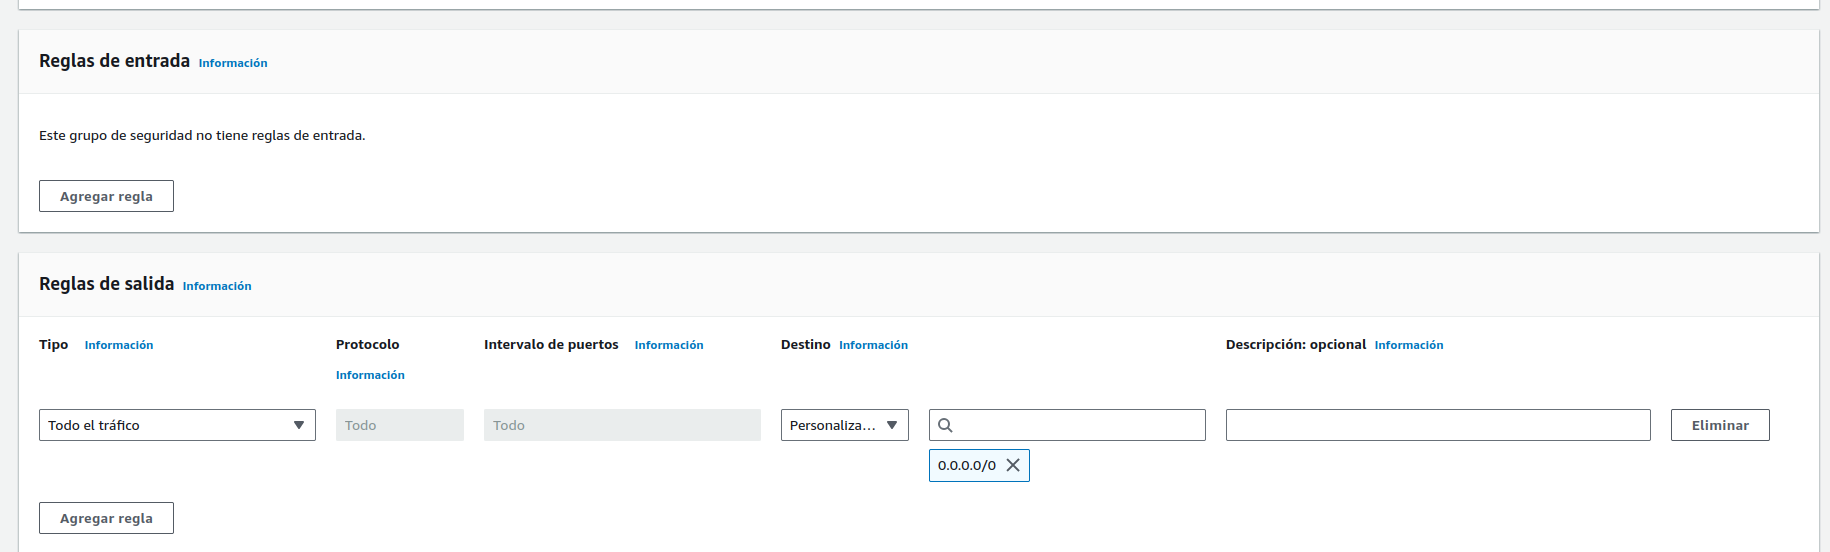 Reglas de entrada Información
Este grupo de seguridad no tiene reglas de entrada.
Agregar regla
Reglas de salida Información
Tipo Información Protocolo Intervalo de puertos Información Destino Información Descripción: opcional Información
Información
Todo el tráfico Todo Todo Personaliza... Eliminar
0.0.0.0/0
Agregar regla